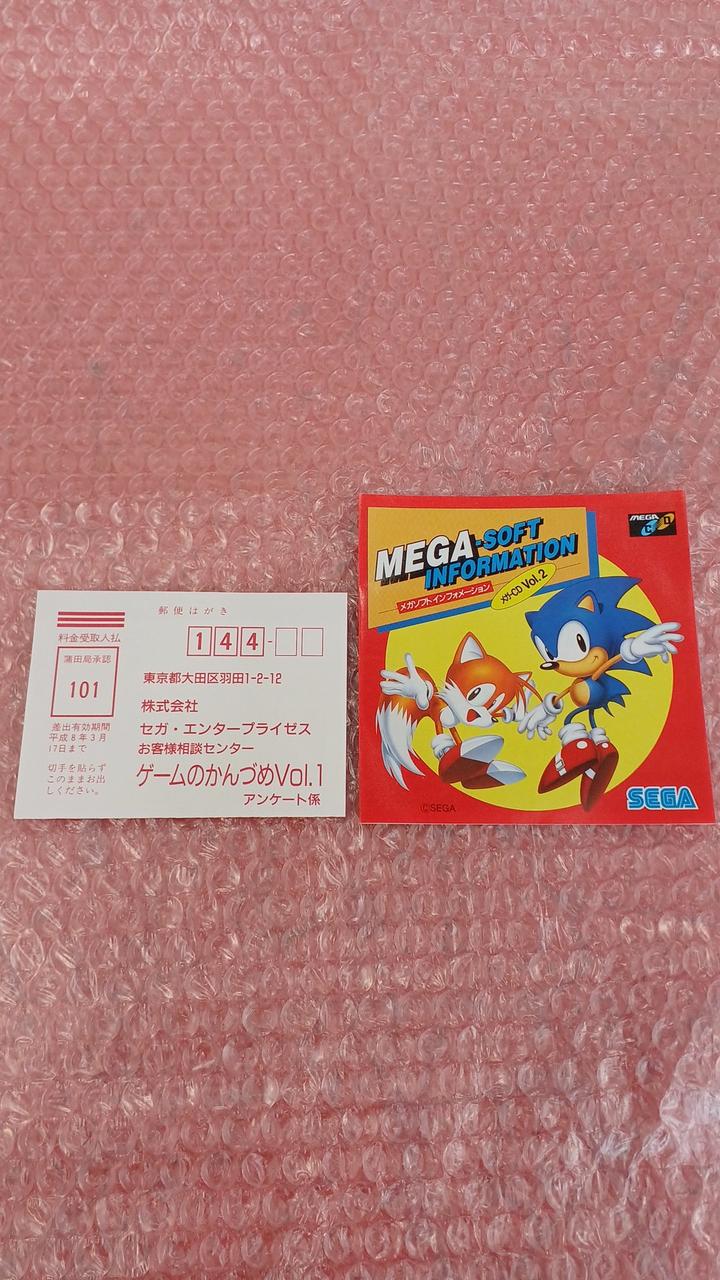 郵便はがき
料金受取人払
蒲田局承認
101
差出有効期間
平成8年3月
17日まで
切手を貼らず
このままお出
しください。
144-
東京都大田区羽田1-2-12
株式会社
セガ・エンタープライゼス
お客様相談センター
ゲームのかんづめVol.1
アンケート係
MEGA CD
MEGA-SOFT
INFORMATION
メガソフトインフォメーション
メガ-CD Vol.2
©SEGA
SEGA